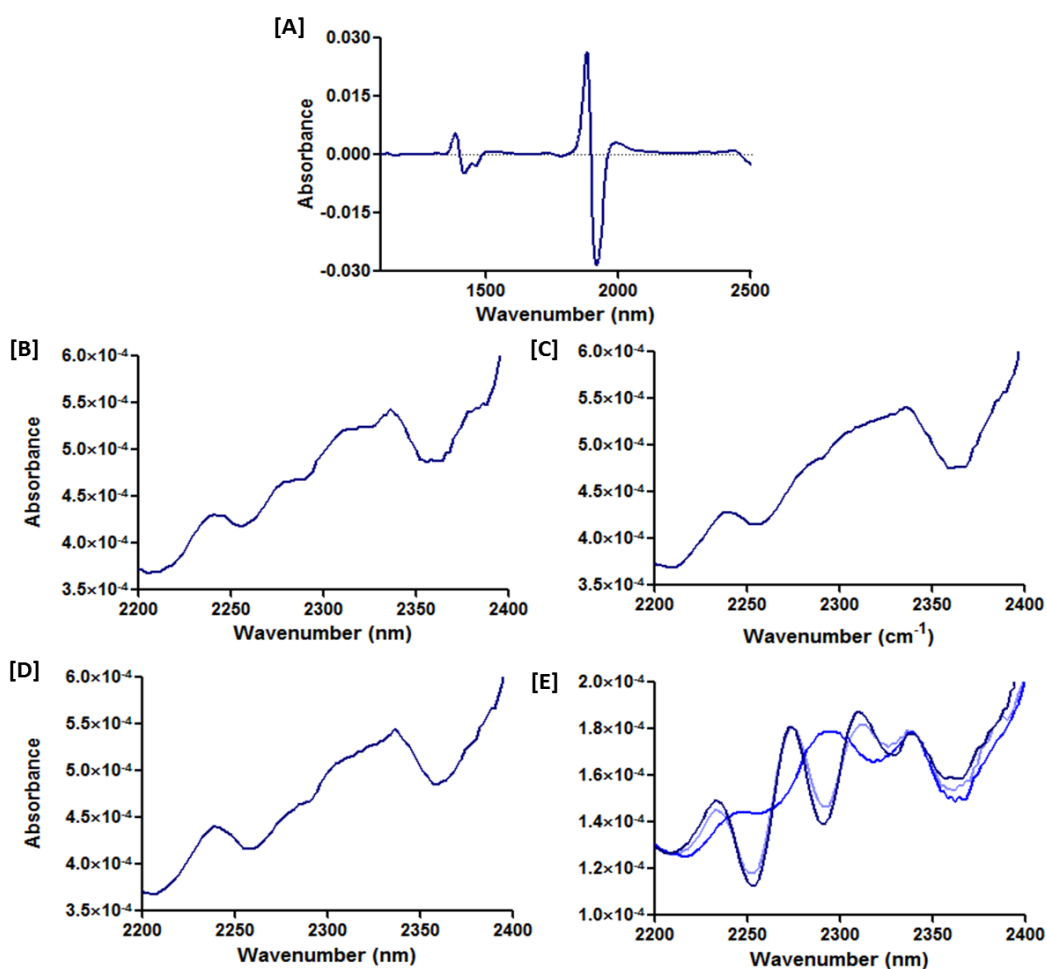 [A]
0.030
0.015
0.000
-0.015
-0.030
Absorbance
1500 2000 2500
Wavenumber (nm)
[B]
6.0×10⁻⁴
5.5×10⁻⁴
5.0×10⁻⁴
4.5×10⁻⁴
4.0×10⁻⁴
3.5×10⁻⁴
Absorbance
2200 2250 2300 2350 2400
Wavenumber (nm)
[C]
6.0×10⁻⁴
5.5×10⁻⁴
5.0×10⁻⁴
4.5×10⁻⁴
4.0×10⁻⁴
3.5×10⁻⁴
2200 2250 2300 2350 2400
Wavenumber (cm⁻¹)
[D]
6.0×10⁻⁴
5.5×10⁻⁴
5.0×10⁻⁴
4.5×10⁻⁴
4.0×10⁻⁴
3.5×10⁻⁴
Absorbance
2200 2250 2300 2350 2400
Wavenumber (nm)
[E]
2.0×10⁻⁴
1.8×10⁻⁴
1.6×10⁻⁴
1.4×10⁻⁴
1.2×10⁻⁴
1.0×10⁻⁴
2200 2250 2300 2350 2400
Wavenumber (nm)